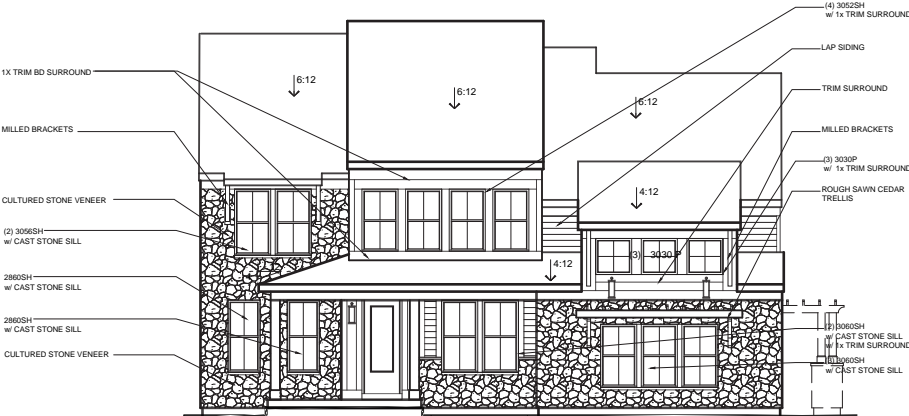 1X TRIM BD SURROUND
MILLED BRACKETS
CULTURED STONE VENEER
(2) 3056SH
w/ CAST STONE SILL
2860SH
w/ CAST STONE SILL
2860SH
w/ CAST STONE SILL
CULTURED STONE VENEER
6:12
6:12
6:12
4:12
4:12
(3) 3030 P
(4) 3052SH
w/ 1x TRIM SURROUND
LAP SIDING
TRIM SURROUND
MILLED BRACKETS
(3) 3030P
w/ 1x TRIM SURROUND
ROUGH SAWN CEDAR
TRELLIS
(2) 3060SH
w/ CAST STONE SILL
w/ 1x TRIM SURROUND
3060SH
w/ CAST STONE SILL